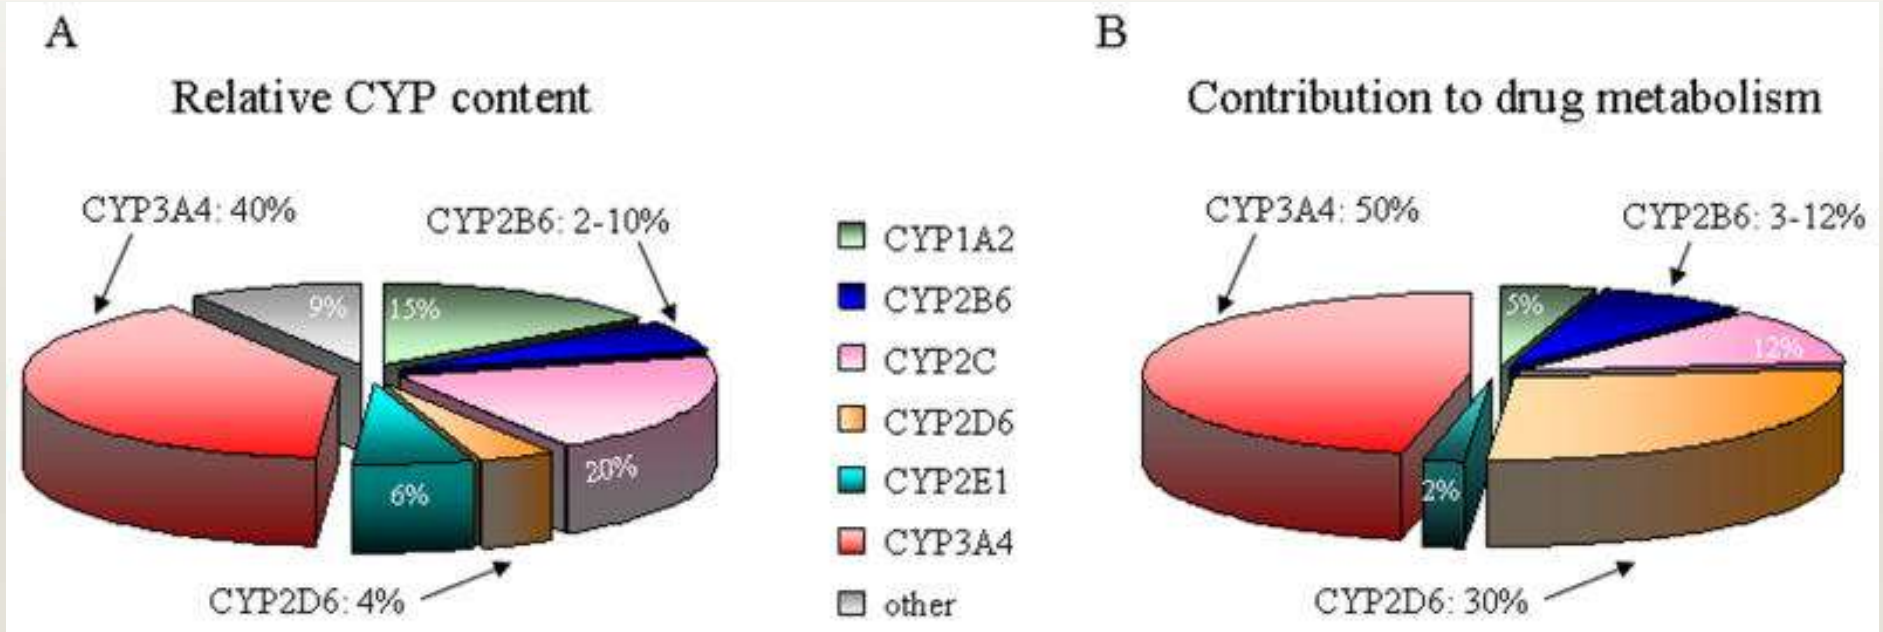 A
Relative CYP content
CYP3A4: 40%
CYP2B6: 2-10%
9%
15%
20%
6%
CYP2D6: 4%
CYP1A2
CYP2B6
CYP2C
CYP2D6
CYP2E1
CYP3A4
other
B
Contribution to drug metabolism
CYP3A4: 50%
CYP2B6: 3-12%
5%
12%
2%
CYP2D6: 30%